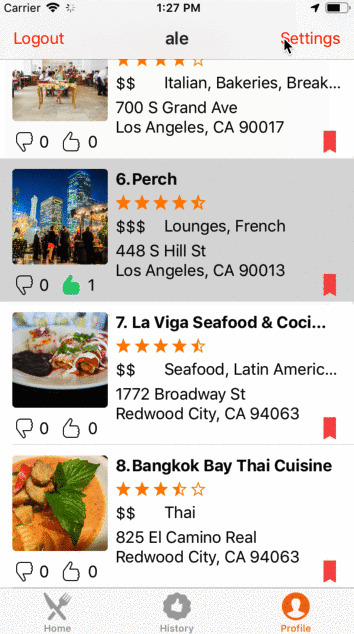 Carrier 1:27 PM
Logout ale Settings
$$ Italian, Bakeries, Break...
700 S Grand Ave
Los Angeles, CA 90017
0 0
6.Perch
$$$ Lounges, French
448 S Hill St
Los Angeles, CA 90013
0 1
7. La Viga Seafood & Coci...
$$ Seafood, Latin Americ...
1772 Broadway St
Redwood City, CA 94063
0 0
8.Bangkok Bay Thai Cuisine
$$ Thai
825 El Camino Real
Redwood City, CA 94063
0 0
Home History Profile